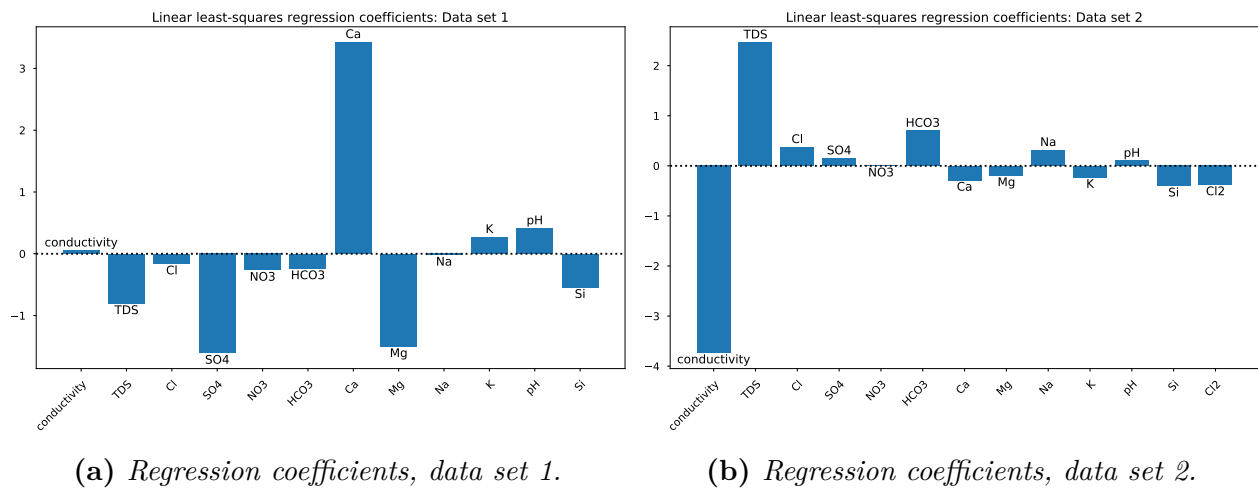 Linear least-squares regression coefficients: Data set 1
3
2
1
0
−1
conductivity
TDS
Cl
SO4
NO3
HCO3
Ca
Mg
Na
K
pH
Si
conductivity
TDS
Cl
SO4
NO3
HCO3
Ca
Mg
Na
K
pH
Si
(a) Regression coefficients, data set 1.
Linear least-squares regression coefficients: Data set 2
2
1
0
−1
−2
−3
−4
conductivity
TDS
Cl
SO4
NO3
HCO3
Ca
Mg
Na
K
pH
Si
Cl2
conductivity
TDS
Cl
SO4
NO3
HCO3
Ca
Mg
Na
K
pH
Si
Cl2
(b) Regression coefficients, data set 2.